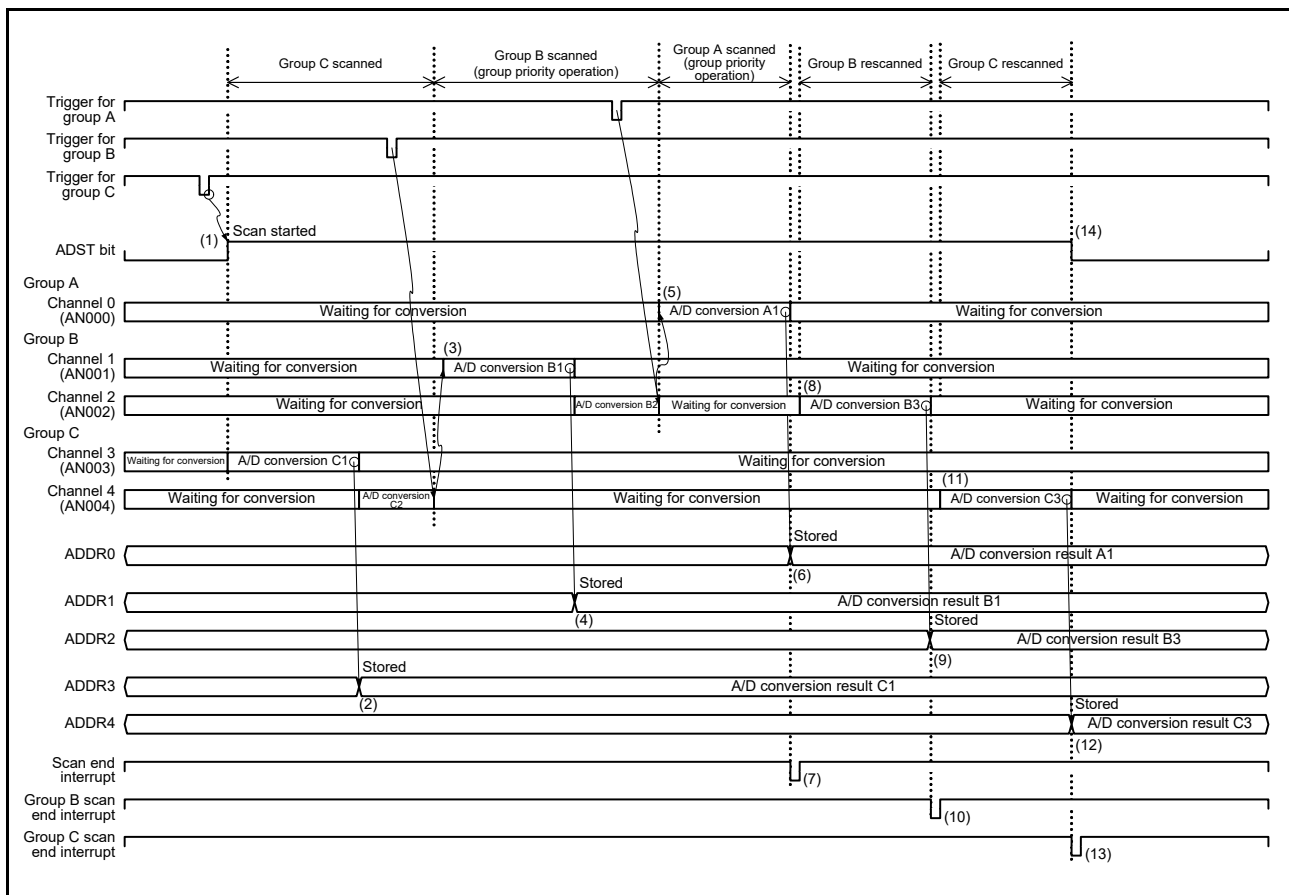 Group C scanned
Group B scanned
(group priority operation)
Group A scanned
(group priority
operation)
Group B rescanned
Group C rescanned
Trigger for
group A
Trigger for
group B
Trigger for
group C
ADST bit
(1)
Scan started
(14)
Group A
Channel 0
(AN000)
Waiting for conversion
(5)
A/D conversion A1
Waiting for conversion
Group B
Channel 1
(AN001)
Waiting for conversion
(3)
A/D conversion B1
Waiting for conversion
Channel 2
(AN002)
Waiting for conversion
A/D conversion B2
Waiting for conversion
(8)
A/D conversion B3
Waiting for conversion
Group C
Channel 3
(AN003)
Waiting for conversion
A/D conversion C1
Waiting for conversion
Channel 4
(AN004)
Waiting for conversion
A/D conversion
C2
Waiting for conversion
(11)
A/D conversion C3
Waiting for conversion
ADDR0
Stored
(6)
A/D conversion result A1
ADDR1
Stored
(4)
A/D conversion result B1
ADDR2
Stored
(9)
A/D conversion result B3
ADDR3
Stored
(2)
A/D conversion result C1
ADDR4
Stored
(12)
A/D conversion result C3
Scan end
interrupt
(7)
Group B scan
end interrupt
(10)
Group C scan
end interrupt
(13)